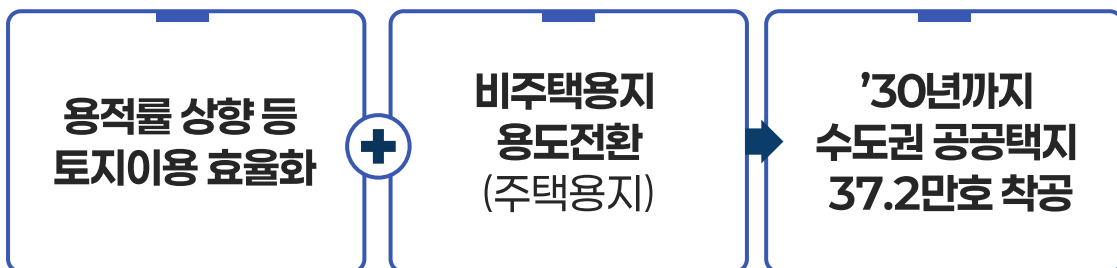 용적률 상향 등
토지이용 효율화
비주택용지
용도전환
(주택용지)
’30년까지
수도권 공공택지
37.2만호 착공